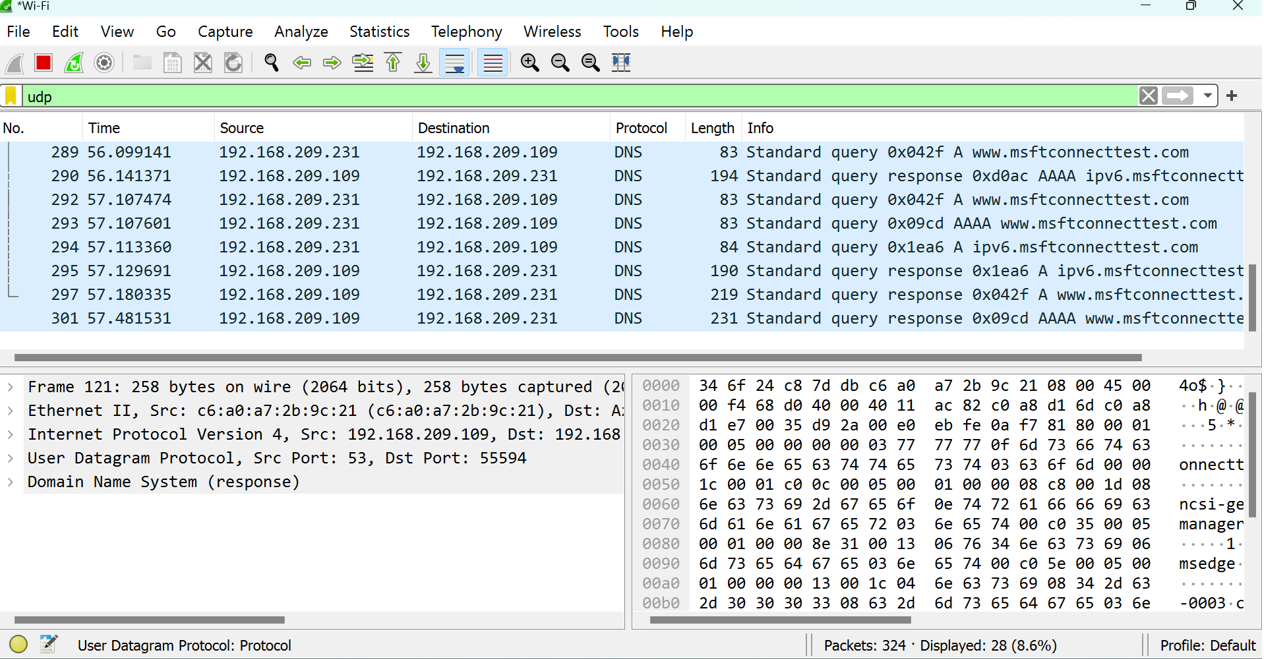 *Wi-Fi
File Edit View Go Capture Analyze Statistics Telephony Wireless Tools Help
udp
No. Time Source Destination Protocol Length Info
289 56.099141 192.168.209.231 192.168.209.109 DNS 83 Standard query 0x042f A www.msftconnecttest.com
290 56.141371 192.168.209.109 192.168.209.231 DNS 194 Standard query response 0xd0ac AAAA ipv6.msftconnectt
292 57.107474 192.168.209.231 192.168.209.109 DNS 83 Standard query 0x042f A www.msftconnecttest.com
293 57.107601 192.168.209.231 192.168.209.109 DNS 83 Standard query 0x09cd AAAA www.msftconnecttest.com
294 57.113360 192.168.209.231 192.168.209.109 DNS 84 Standard query 0x1ea6 A ipv6.msftconnecttest.com
295 57.129691 192.168.209.109 192.168.209.231 DNS 190 Standard query response 0x1ea6 A ipv6.msftconnecttest
297 57.180335 192.168.209.109 192.168.209.231 DNS 219 Standard query response 0x042f A www.msftconnecttest.
301 57.481531 192.168.209.109 192.168.209.231 DNS 231 Standard query response 0x09cd AAAA www.msftconnectte
Frame 121: 258 bytes on wire (2064 bits), 258 bytes captured (20
Ethernet II, Src: c6:a0:a7:2b:9c:21 (c6:a0:a7:2b:9c:21), Dst: Az
Internet Protocol Version 4, Src: 192.168.209.109, Dst: 192.168
User Datagram Protocol, Src Port: 53, Dst Port: 55594
Domain Name System (response)
0000 34 6f 24 c8 7d db c6 a0 a7 2b 9c 21 08 00 45 00 4o$·}··
0010 00 f4 68 d0 40 00 40 11 ac 82 c0 a8 d1 6d c0 a8 ··h·@·@
0020 d1 e7 00 35 d9 2a 00 e0 eb fe 0a f7 81 80 00 01 ···5·*·
0030 00 05 00 00 00 00 03 77 77 77 0f 6d 73 66 74 63 ·······
0040 6f 6e 6e 65 63 74 74 65 73 74 03 63 6f 6d 00 00 onnectt
0050 1c 00 01 c0 0c 00 05 00 01 00 00 08 c8 00 1d 08 ·······
0060 6e 63 73 69 2d 67 65 6f 0e 74 72 61 66 66 69 63 ncsi-ge
0070 6d 61 6e 61 67 65 72 03 6e 65 74 00 c0 35 00 05 manager
0080 00 01 00 00 8e 31 00 13 06 76 34 6e 63 73 69 06 ·····1·
0090 6d 73 65 64 67 65 03 6e 65 74 00 c0 5e 00 05 00 msedge·
00a0 01 00 00 00 13 00 1c 04 6e 63 73 69 08 34 2d 63 ·······
00b0 2d 30 30 30 33 08 63 2d 6d 73 65 64 67 65 03 6e -0003·c
User Datagram Protocol: Protocol
Packets: 324 · Displayed: 28 (8.6%)
Profile: Default